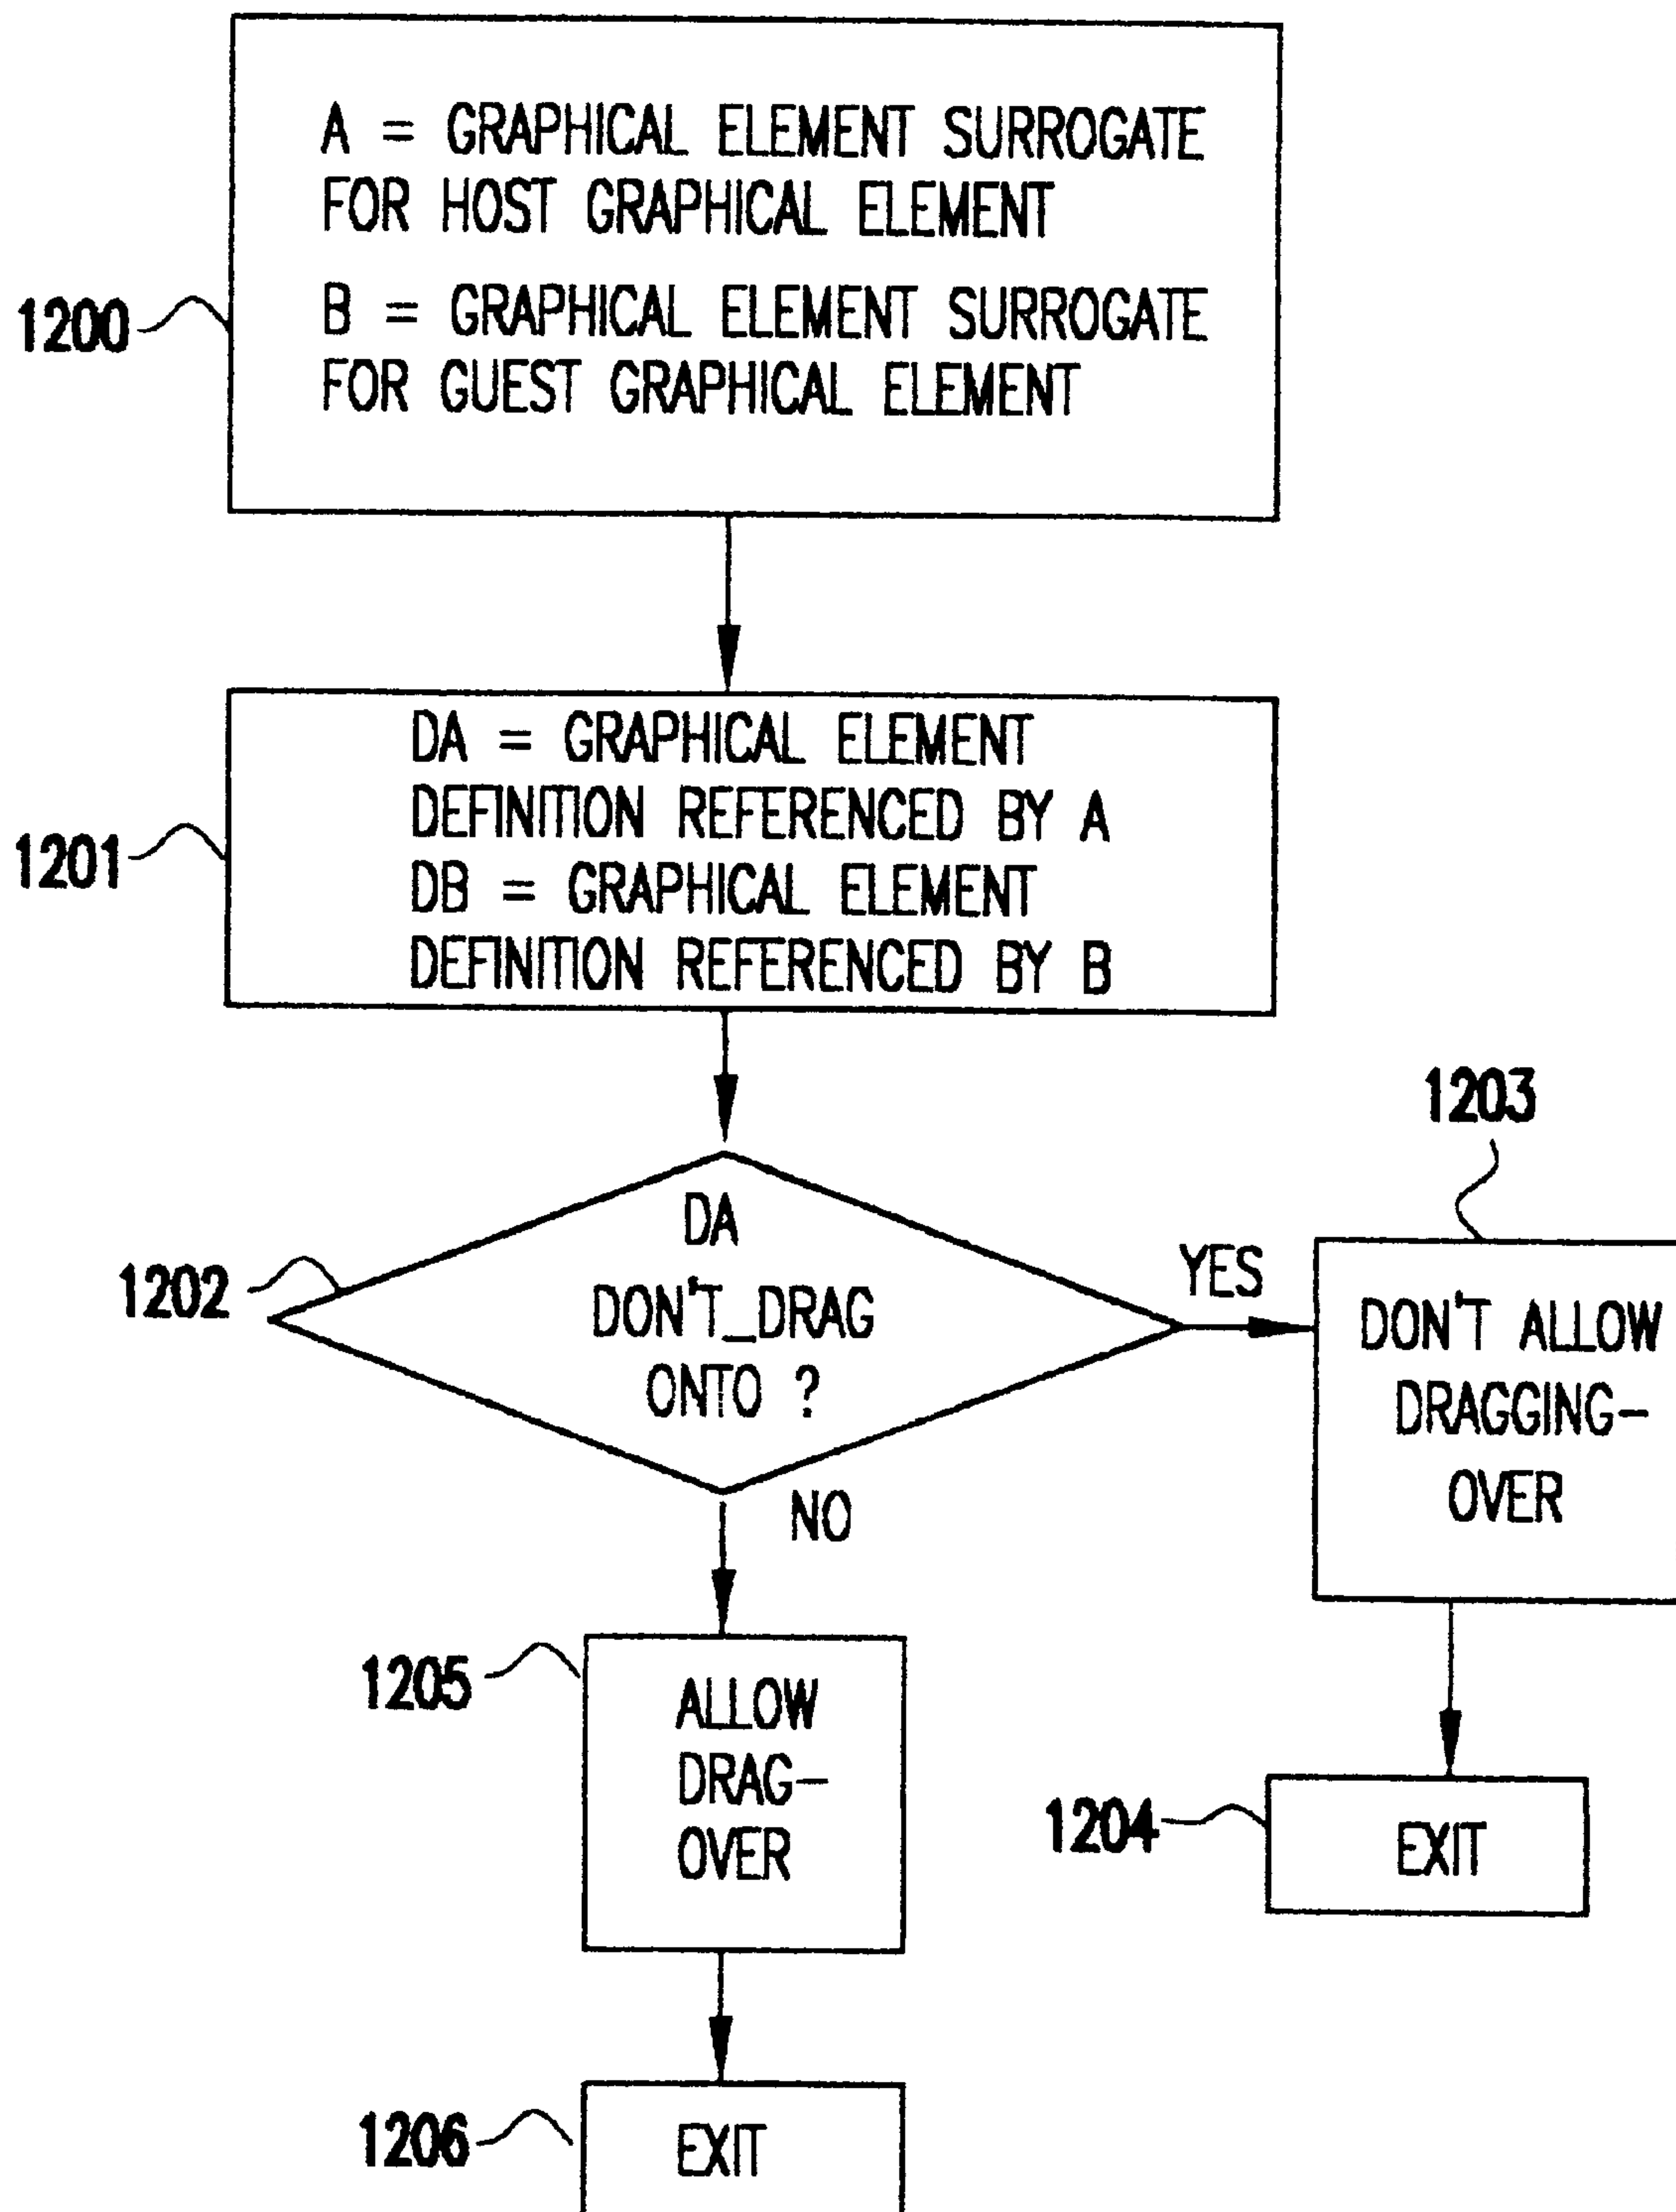 A = GRAPHICAL ELEMENT SURROGATE
FOR HOST GRAPHICAL ELEMENT
B = GRAPHICAL ELEMENT SURROGATE
FOR GUEST GRAPHICAL ELEMENT
1200
DA = GRAPHICAL ELEMENT
DEFINITION REFERENCED BY A
DB = GRAPHICAL ELEMENT
DEFINITION REFERENCED BY B
1201
1202
DA
DON'T_DRAG
ONTO ?
YES
NO
1203
DON'T ALLOW
DRAGGING-
OVER
1204
EXIT
1205
ALLOW
DRAG-
OVER
1206
EXIT